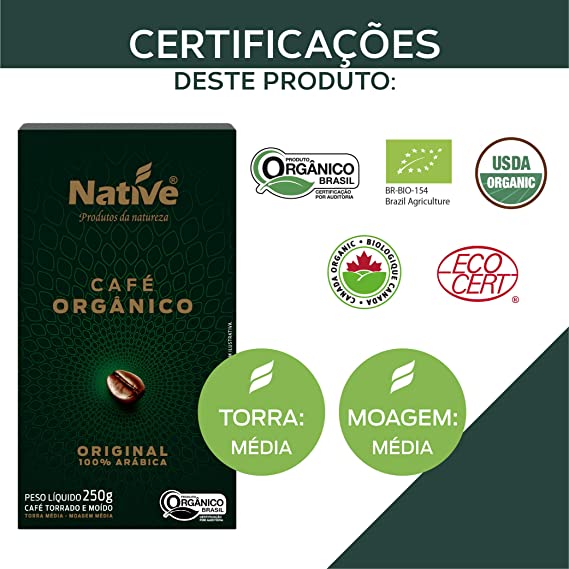 CERTIFICAÇÕES
DESTE PRODUTO:
Native®
Produtos da natureza
CAFÉ
ORGÂNICO
ORIGINAL
100% ARÁBICA
PESO LÍQUIDO 250g
CAFÉ TORRADO E MOÍDO
TORRA MÉDIA - MOAGEM MÉDIA
PRODUTO
ORGÂNICO
BRASIL
PRODUTO
ORGÂNICO
BRASIL
CERTIFICAÇÃO
POR AUDITORIA
BR-BIO-154
Brazil Agriculture
USDA
ORGANIC
CANADA ORGANIC • BIOLOGIQUE CANADA •
ECO
CERT®
TORRA:
MÉDIA
MOAGEM:
MÉDIA